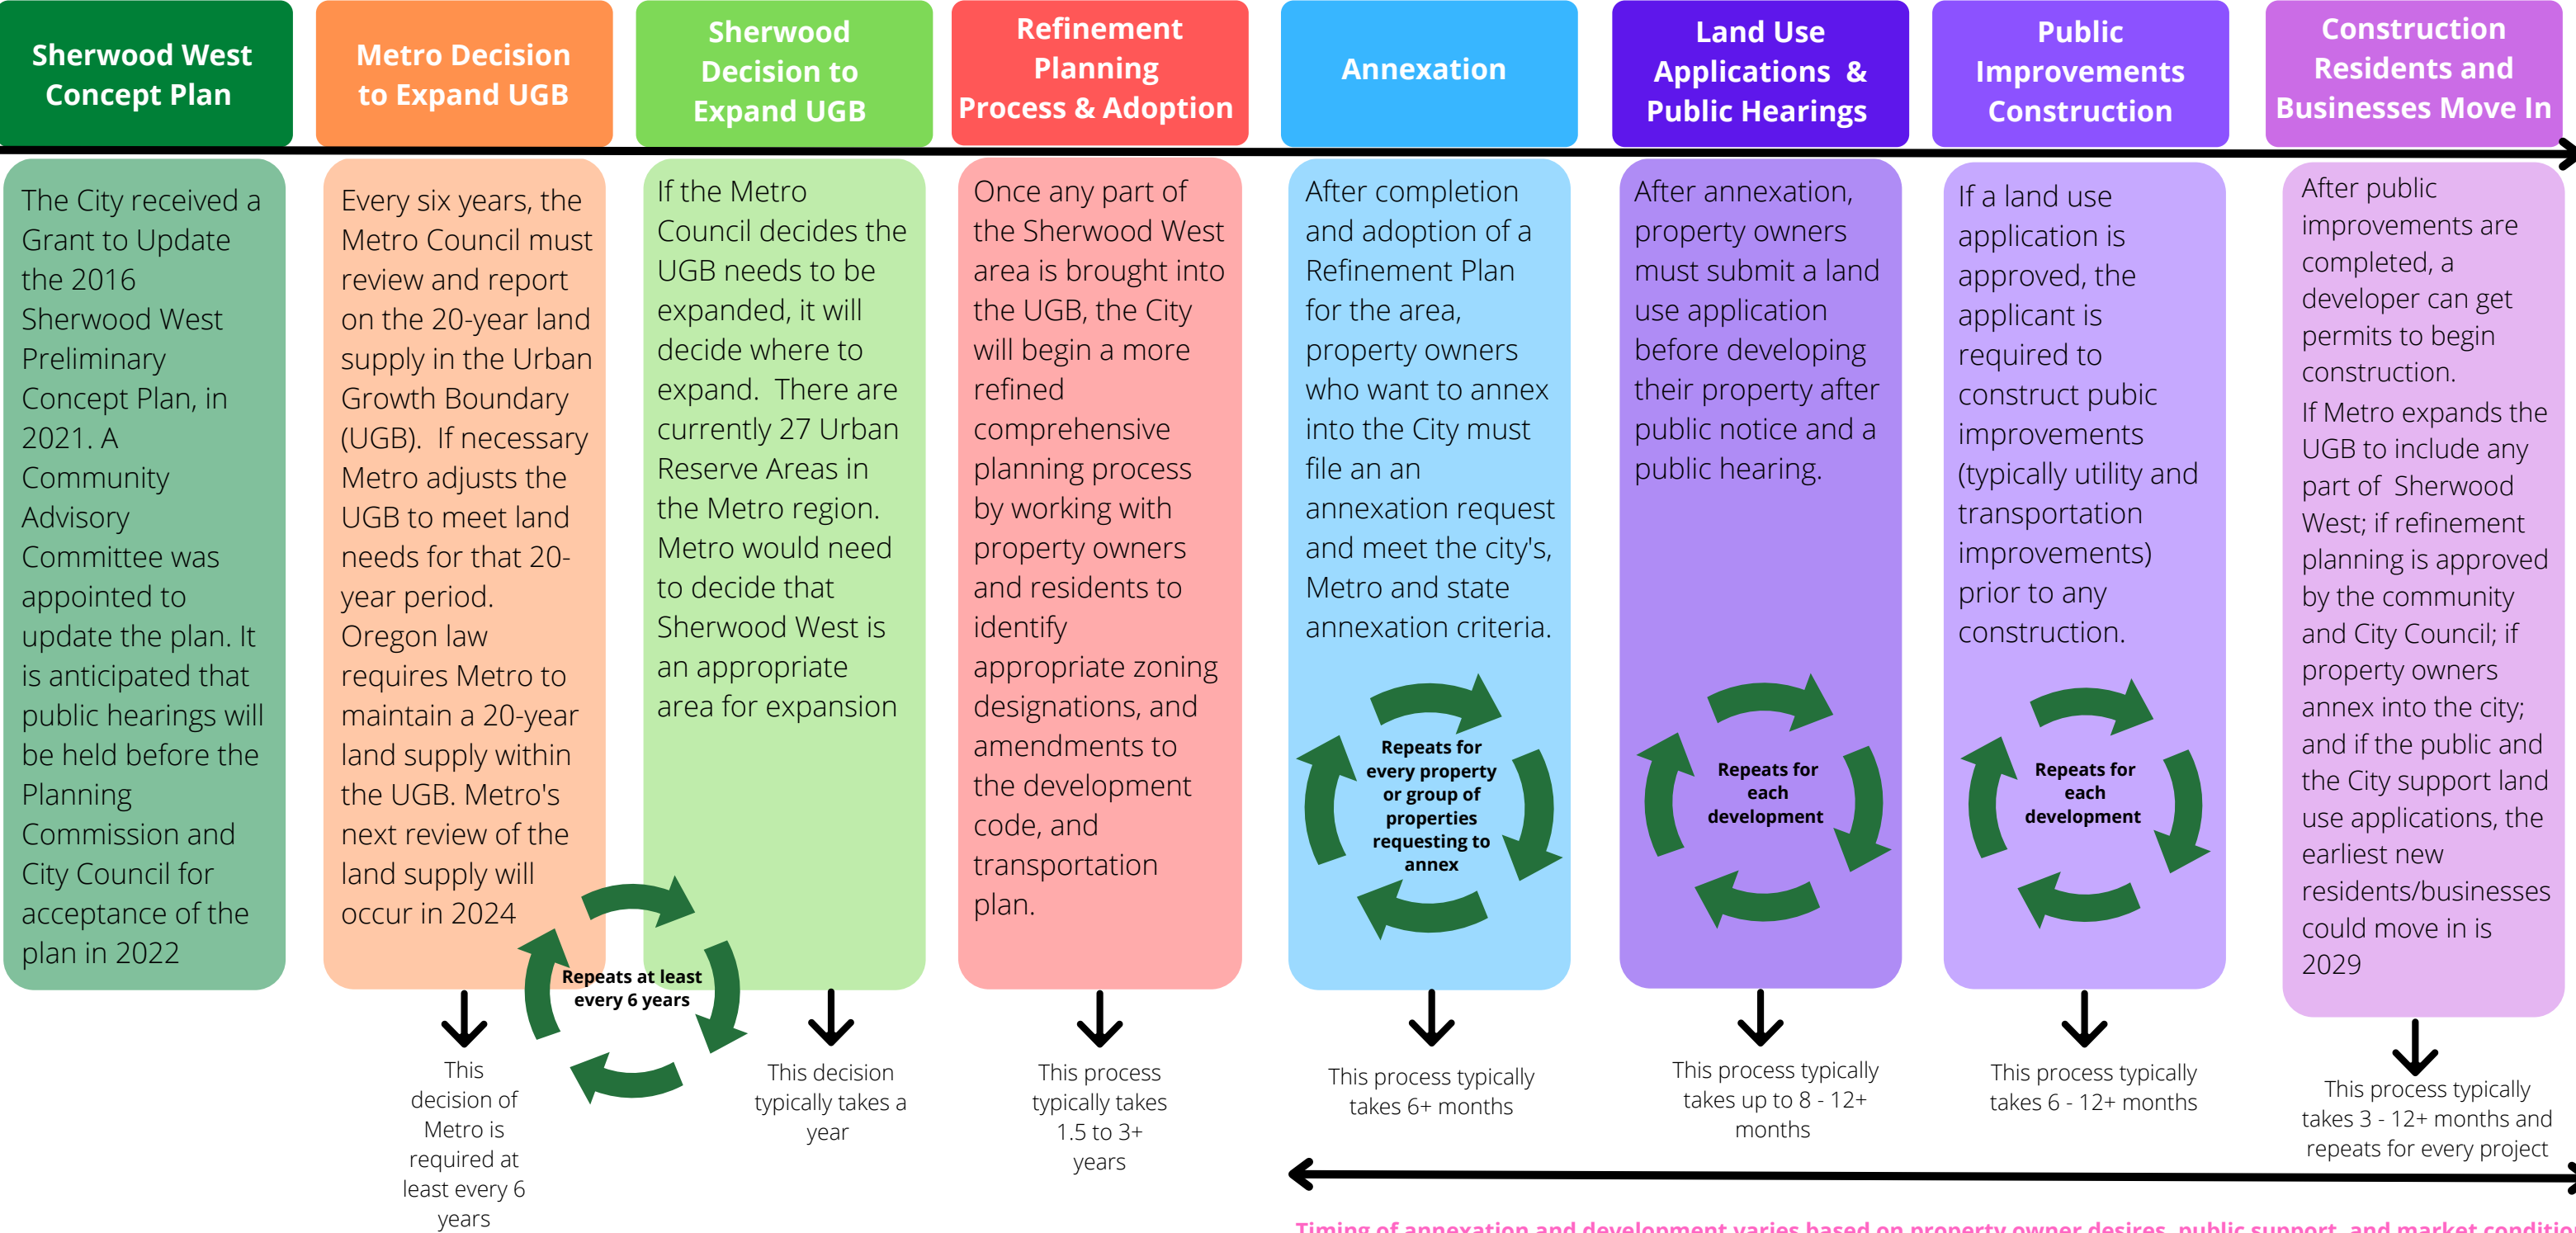 Sherwood West
Concept Plan
Metro Decision
to Expand UGB
Sherwood
Decision to
Expand UGB
Refinement
Planning
Process & Adoption
Annexation
Land Use
Applications &
Public Hearings
Public
Improvements
Construction
Construction
Residents and
Businesses Move In
The City received a
Grant to Update
the 2016
Sherwood West
Preliminary
Concept Plan, in
2021. A
Community
Advisory
Committee was
appointed to
update the plan. It
is anticipated that
public hearings will
be held before the
Planning
Commission and
City Council for
acceptance of the
plan in 2022
Every six years, the
Metro Council must
review and report
on the 20-year land
supply in the Urban
Growth Boundary
(UGB). If necessary
Metro adjusts the
UGB to meet land
needs for that 20-
year period.
Oregon law
requires Metro to
maintain a 20-year
land supply within
the UGB. Metro's
next review of the
land supply will
occur in 2024
If the Metro
Council decides the
UGB needs to be
expanded, it will
decide where to
expand. There are
currently 27 Urban
Reserve Areas in
the Metro region.
Metro would need
to decide that
Sherwood West is
an appropriate
area for expansion
Repeats at least
every 6 years
Once any part of
the Sherwood West
area is brought into
the UGB, the City
will begin a more
refined
comprehensive
planning process
by working with
property owners
and residents to
identify
appropriate zoning
designations, and
amendments to
the development
code, and
transportation
plan.
After completion
and adoption of a
Refinement Plan
for the area,
property owners
who want to annex
into the City must
file an an
annexation request
and meet the city's,
Metro and state
annexation criteria.
Repeats for
every property
or group of
properties
requesting to
annex
After annexation,
property owners
must submit a land
use application
before developing
their property after
public notice and a
public hearing.
Repeats for
each
development
If a land use
application is
approved, the
applicant is
required to
construct pubic
improvements
(typically utility and
transportation
improvements)
prior to any
construction.
Repeats for
each
development
After public
improvements are
completed, a
developer can get
permits to begin
construction.
If Metro expands the
UGB to include any
part of Sherwood
West; if refinement
planning is approved
by the community
and City Council; if
property owners
annex into the city;
and if the public and
the City support land
use applications, the
earliest new
residents/businesses
could move in is
2029
This
decision of
Metro is
required at
least every 6
years
This decision
typically takes a
year
This process
typically takes
1.5 to 3+
years
This process typically
takes 6+ months
This process typically
takes up to 8 - 12+
months
This process typically
takes 6 - 12+ months
This process typically
takes 3 - 12+ months and
repeats for every project
Timing of annexation and development varies based on property owner desires, public support, and market